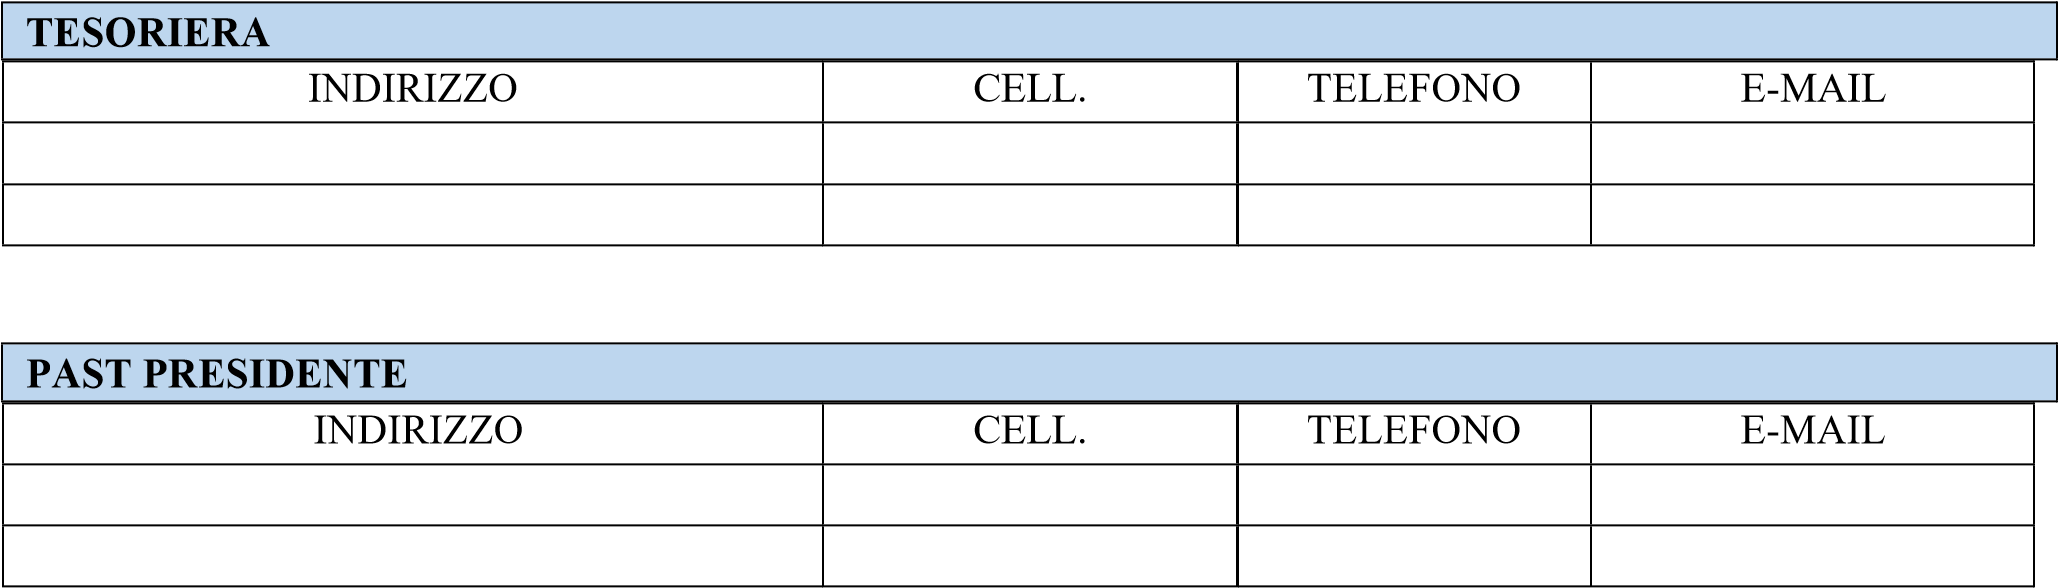 TESORIERA
INDIRIZZO CELL. TELEFONO E-MAIL
PAST PRESIDENTE
INDIRIZZO CELL. TELEFONO E-MAIL